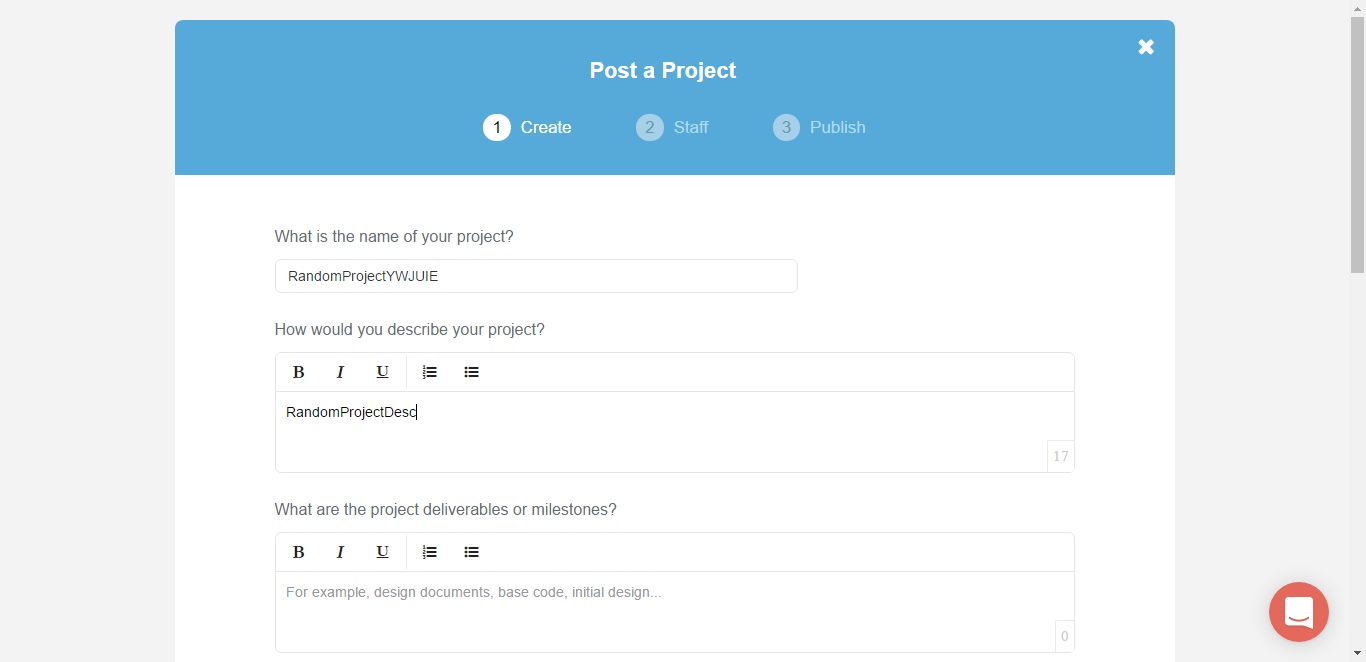 Post a Project
1 Create 2 Staff 3 Publish
What is the name of your project?
RandomProjectYWJUIE
How would you describe your project?
B I U
RandomProjectDesc
17
What are the project deliverables or milestones?
B I U
For example, design documents, base code, initial design...
0